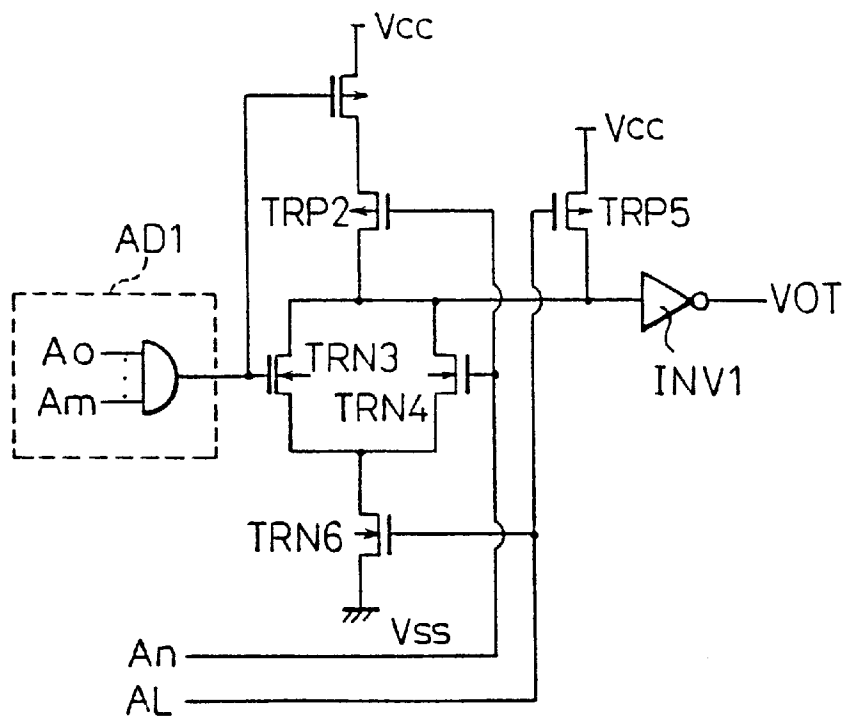 Vcc
Vcc
TRP2
TRP5
AD1
VOT
Ao
TRN3
INV1
Am
TRN4
TRN6
Vss
An
AL